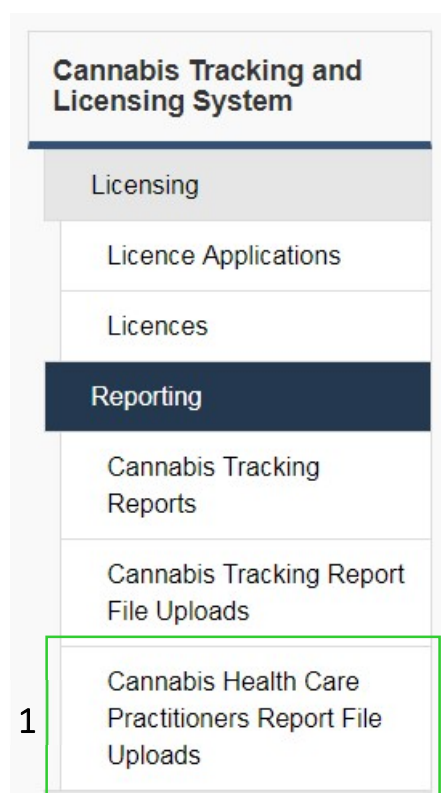 Cannabis Tracking and
Licensing System
Licensing
Licence Applications
Licences
Reporting
Cannabis Tracking
Reports
Cannabis Tracking Report
File Uploads
1
Cannabis Health Care
Practitioners Report File
Uploads